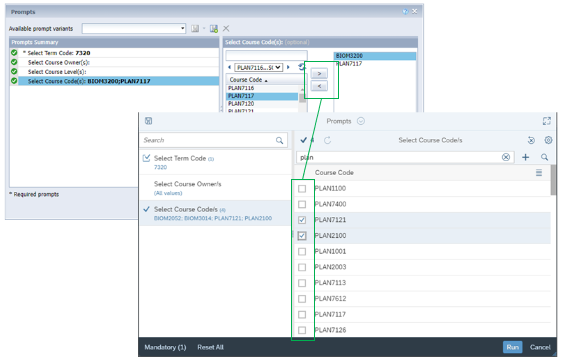 Prompts
Available prompt variants
Prompts Summary
* Select Term Code: 7320
Select Course Owner(s):
Select Course Level(s):
Select Course Code(s): BIOM3200;PLAN7117
* Required prompts
Select Course Code(s): (optional)
PLAN7116...
Course Code
PLAN7116
PLAN7117
PLAN7120
PLAN7121
>
<
BIOM3200
PLAN7117
Prompts
Search
Select Term Code (1)
7320
Select Course Owner/s
(All values)
Select Course Code/s (4)
BIOM2052; BIOM3014; PLAN7121; PLAN2100
4
Select Course Code/s
plan
Course Code
PLAN1100
PLAN7400
PLAN7121
PLAN2100
PLAN1001
PLAN2003
PLAN7113
PLAN7612
PLAN7117
PLAN7126
Mandatory (1)
Reset All
Run
Cancel